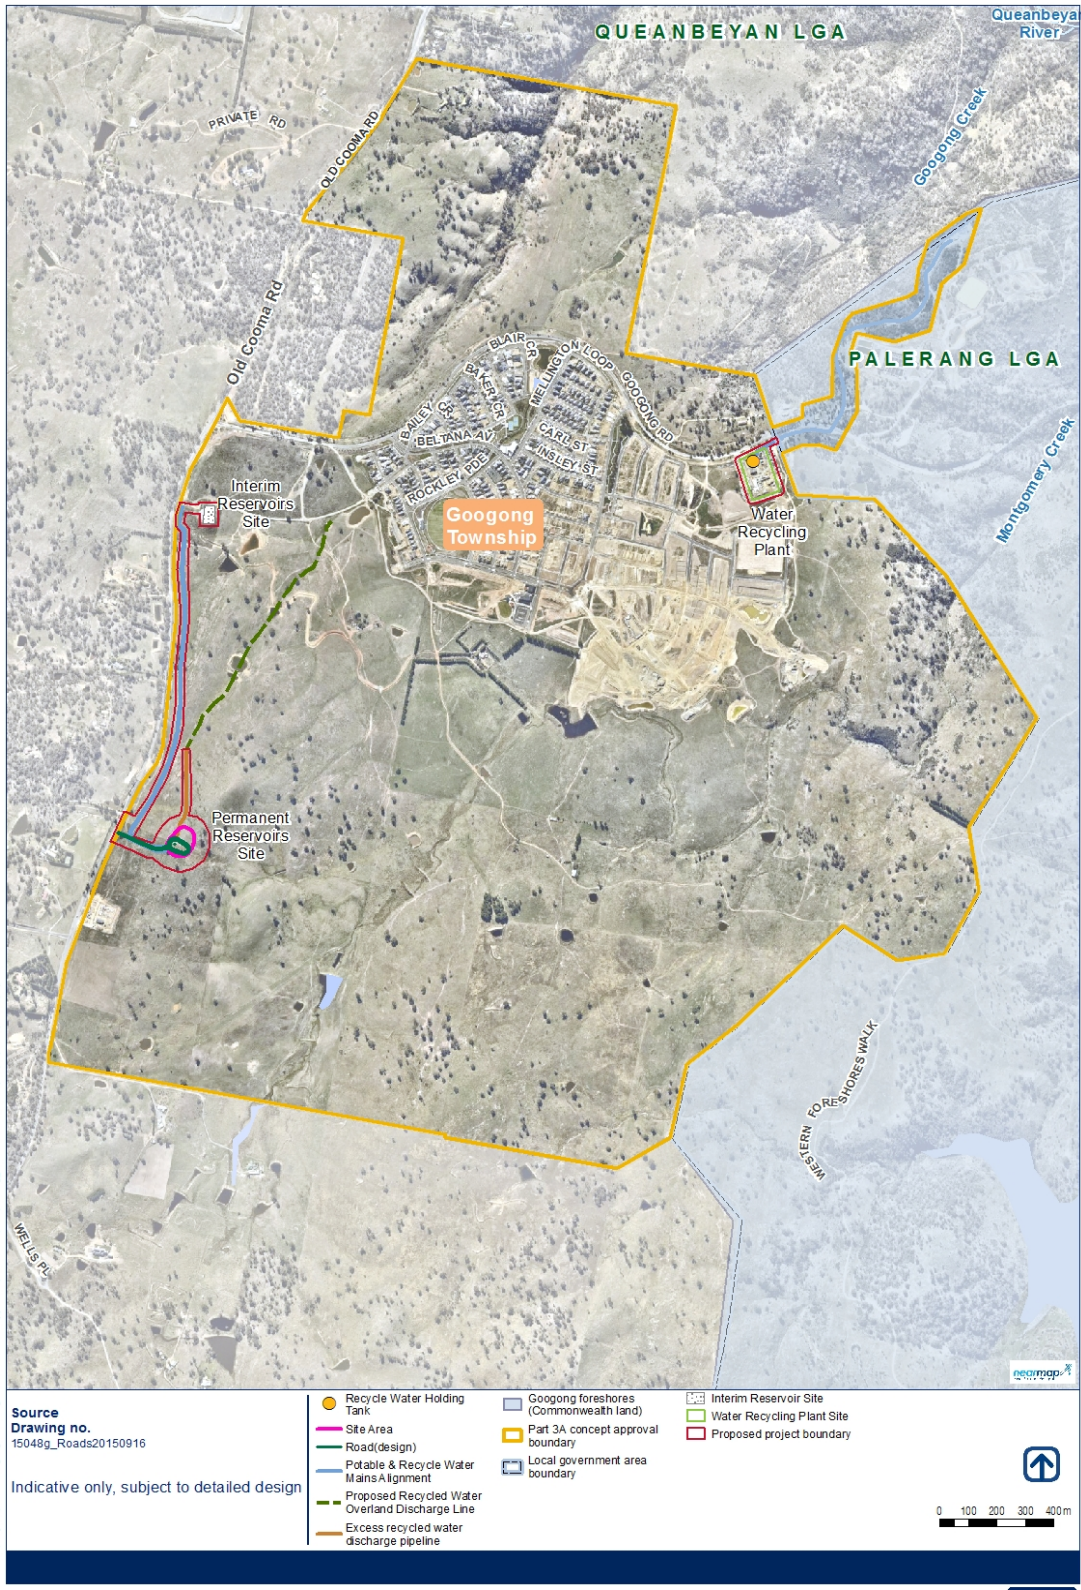 QUEANBEYAN LGA
Queanbeyan
River
PRIVATE RD
OLD COOMA RD
Googong Creek
Old Cooma Rd
PALERANG LGA
BLAIR CR
MELLINGTON LOOP
GOOGONG RD
BAKER CR
BAILEY CR
BELTANA AV
CARL ST
INSLEY ST
ROCKLEY PDE
Montgomery Creek
Interim
Reservoirs
Site
Googong
Township
Water
Recycling
Plant
Permanent
Reservoirs
Site
WESTERN FORESHORES WALK
WELLS PL
nearmap
Source
Drawing no.
15048g_Roads20150916
Indicative only, subject to detailed design
Recycle Water Holding
Tank
Site Area
Road(design)
Potable & Recycle Water
Mains Alignment
Proposed Recycled Water
Overland Discharge Line
Excess recycled water
discharge pipeline
Googong foreshores
(Commonwealth land)
Part 3A concept approval
boundary
Local government area
boundary
Interim Reservoir Site
Water Recycling Plant Site
Proposed project boundary
0 100 200 300 400 m